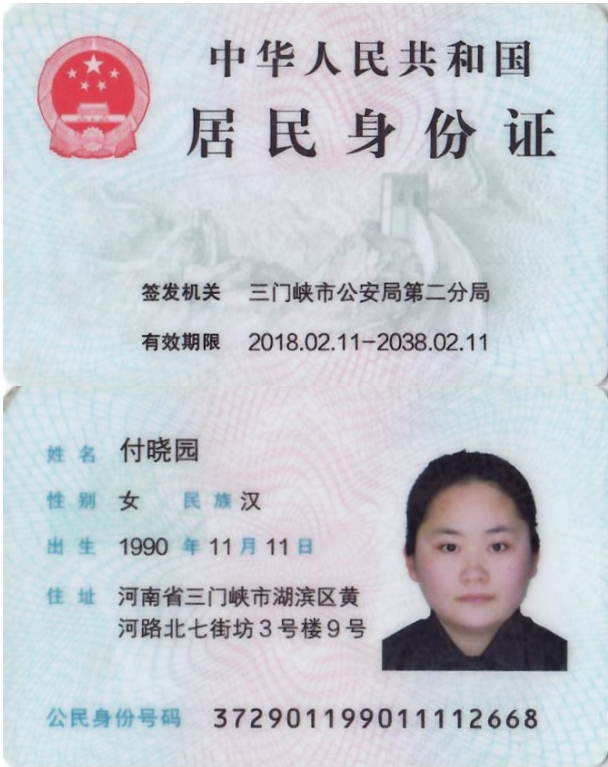 中华人民共和国
居民身份证
签发机关 三门峡市公安局第二分局
有效期限 2018.02.11-2038.02.11
姓名 付晓园
性别 女 民族 汉
出生 1990 年 11 月 11 日
住址 河南省三门峡市湖滨区黄
河路北七街坊3号楼9号
公民身份号码 372901199011112668